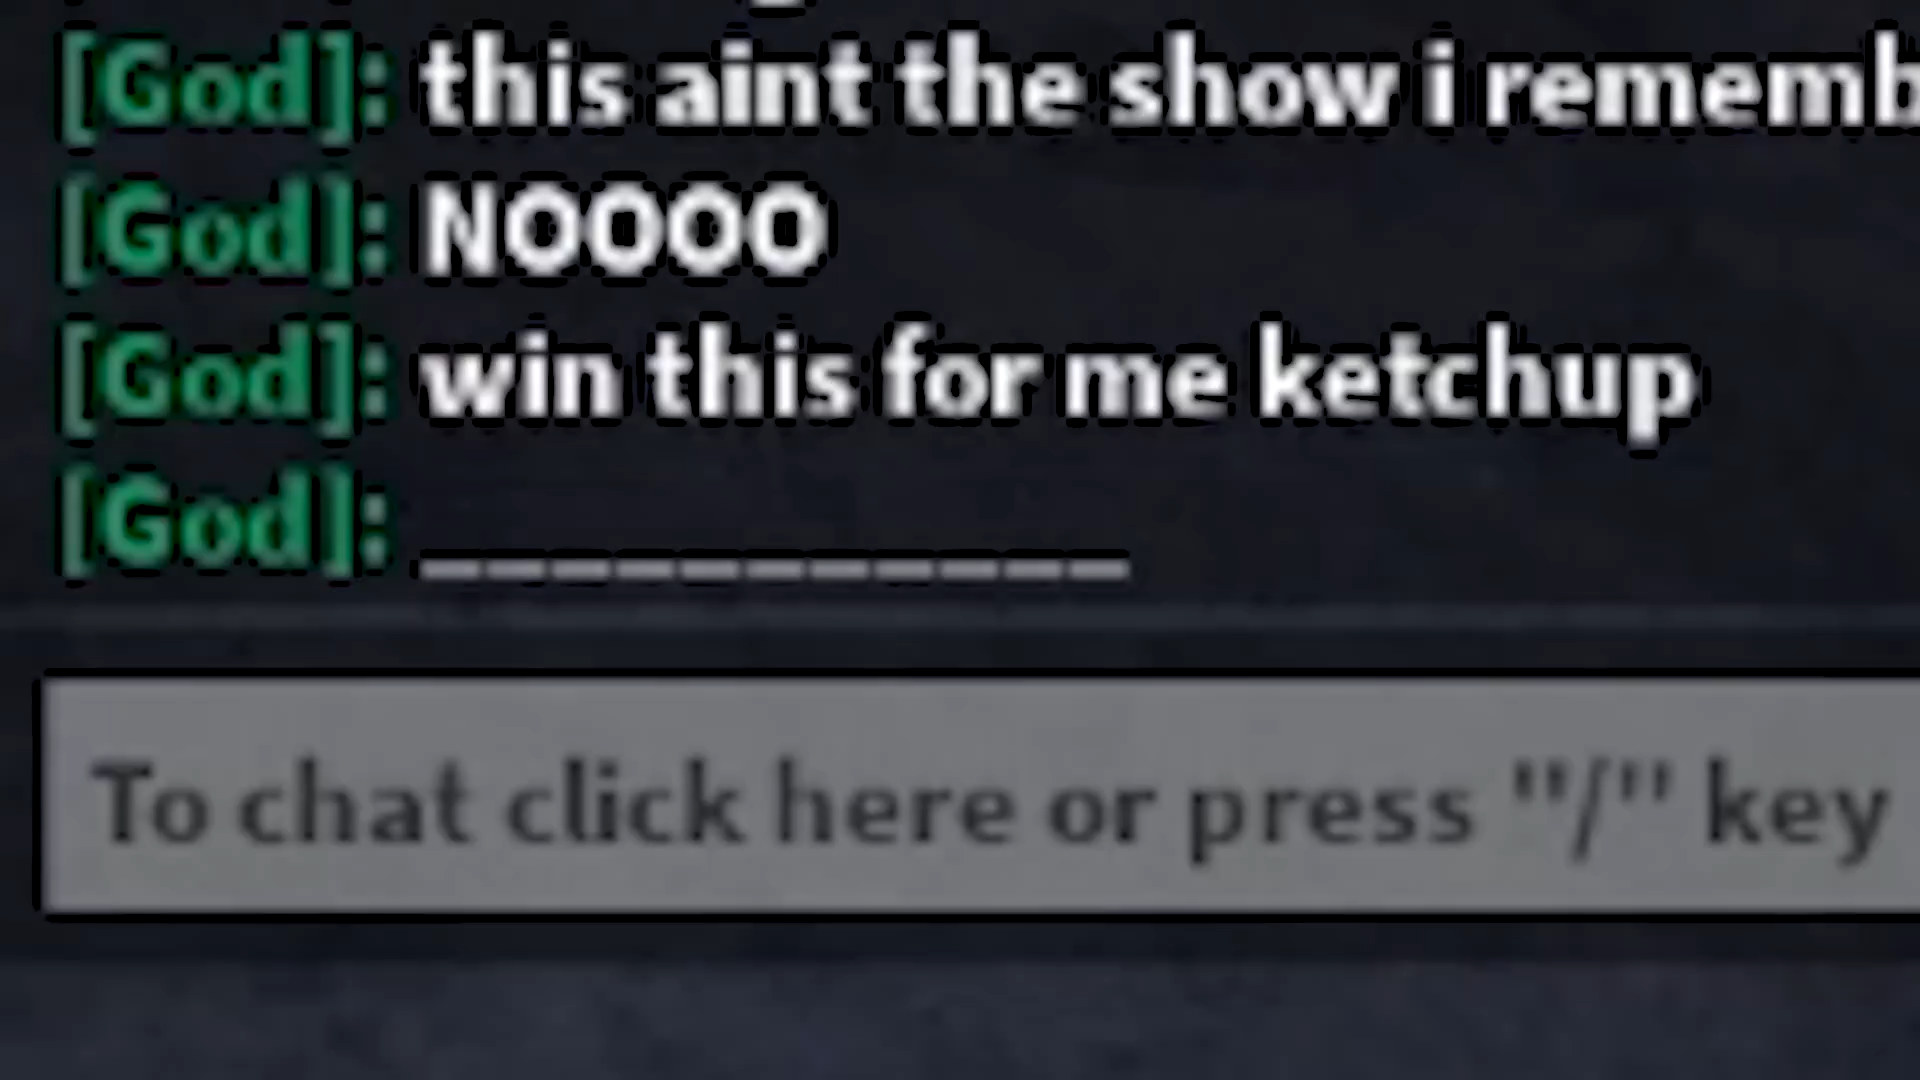 [God]: this aint the show i rememb
[God]: NOOOO
[God]: win this for me ketchup
[God]: ___________
To chat click here or press "/" key